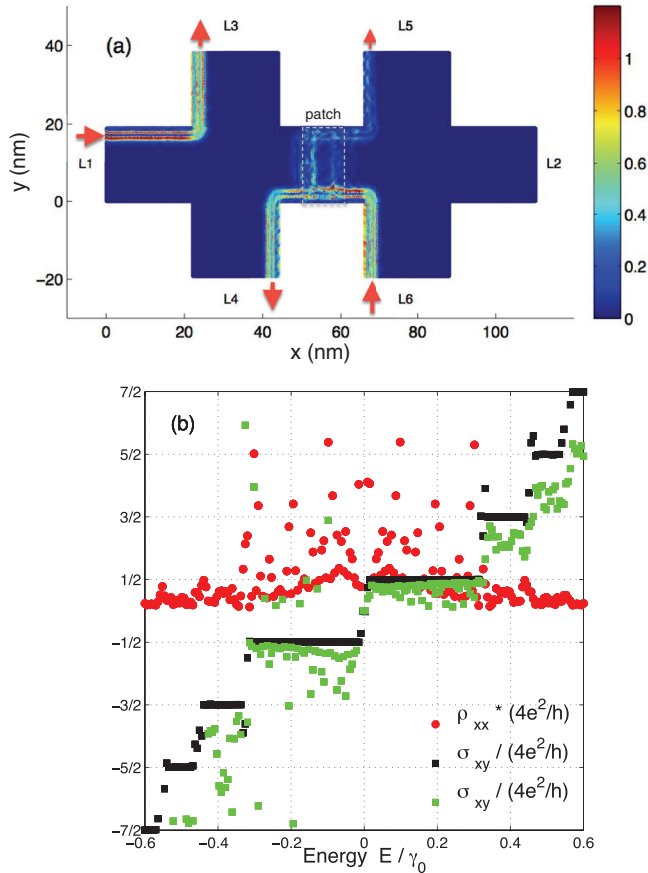 (a)
L3
L5
patch
L1
L2
L4
L6
40
20
0
−20
y (nm)
0
20
40
60
80
100
x (nm)
1
0.8
0.6
0.4
0.2
0
(b)
7/2
5/2
3/2
1/2
−1/2
−3/2
−5/2
−7/2
ρxx * (4e²/h)
σxy / (4e²/h)
σxy / (4e²/h)
−0.6
−0.4
−0.2
0
0.2
0.4
0.6
Energy E / γ0